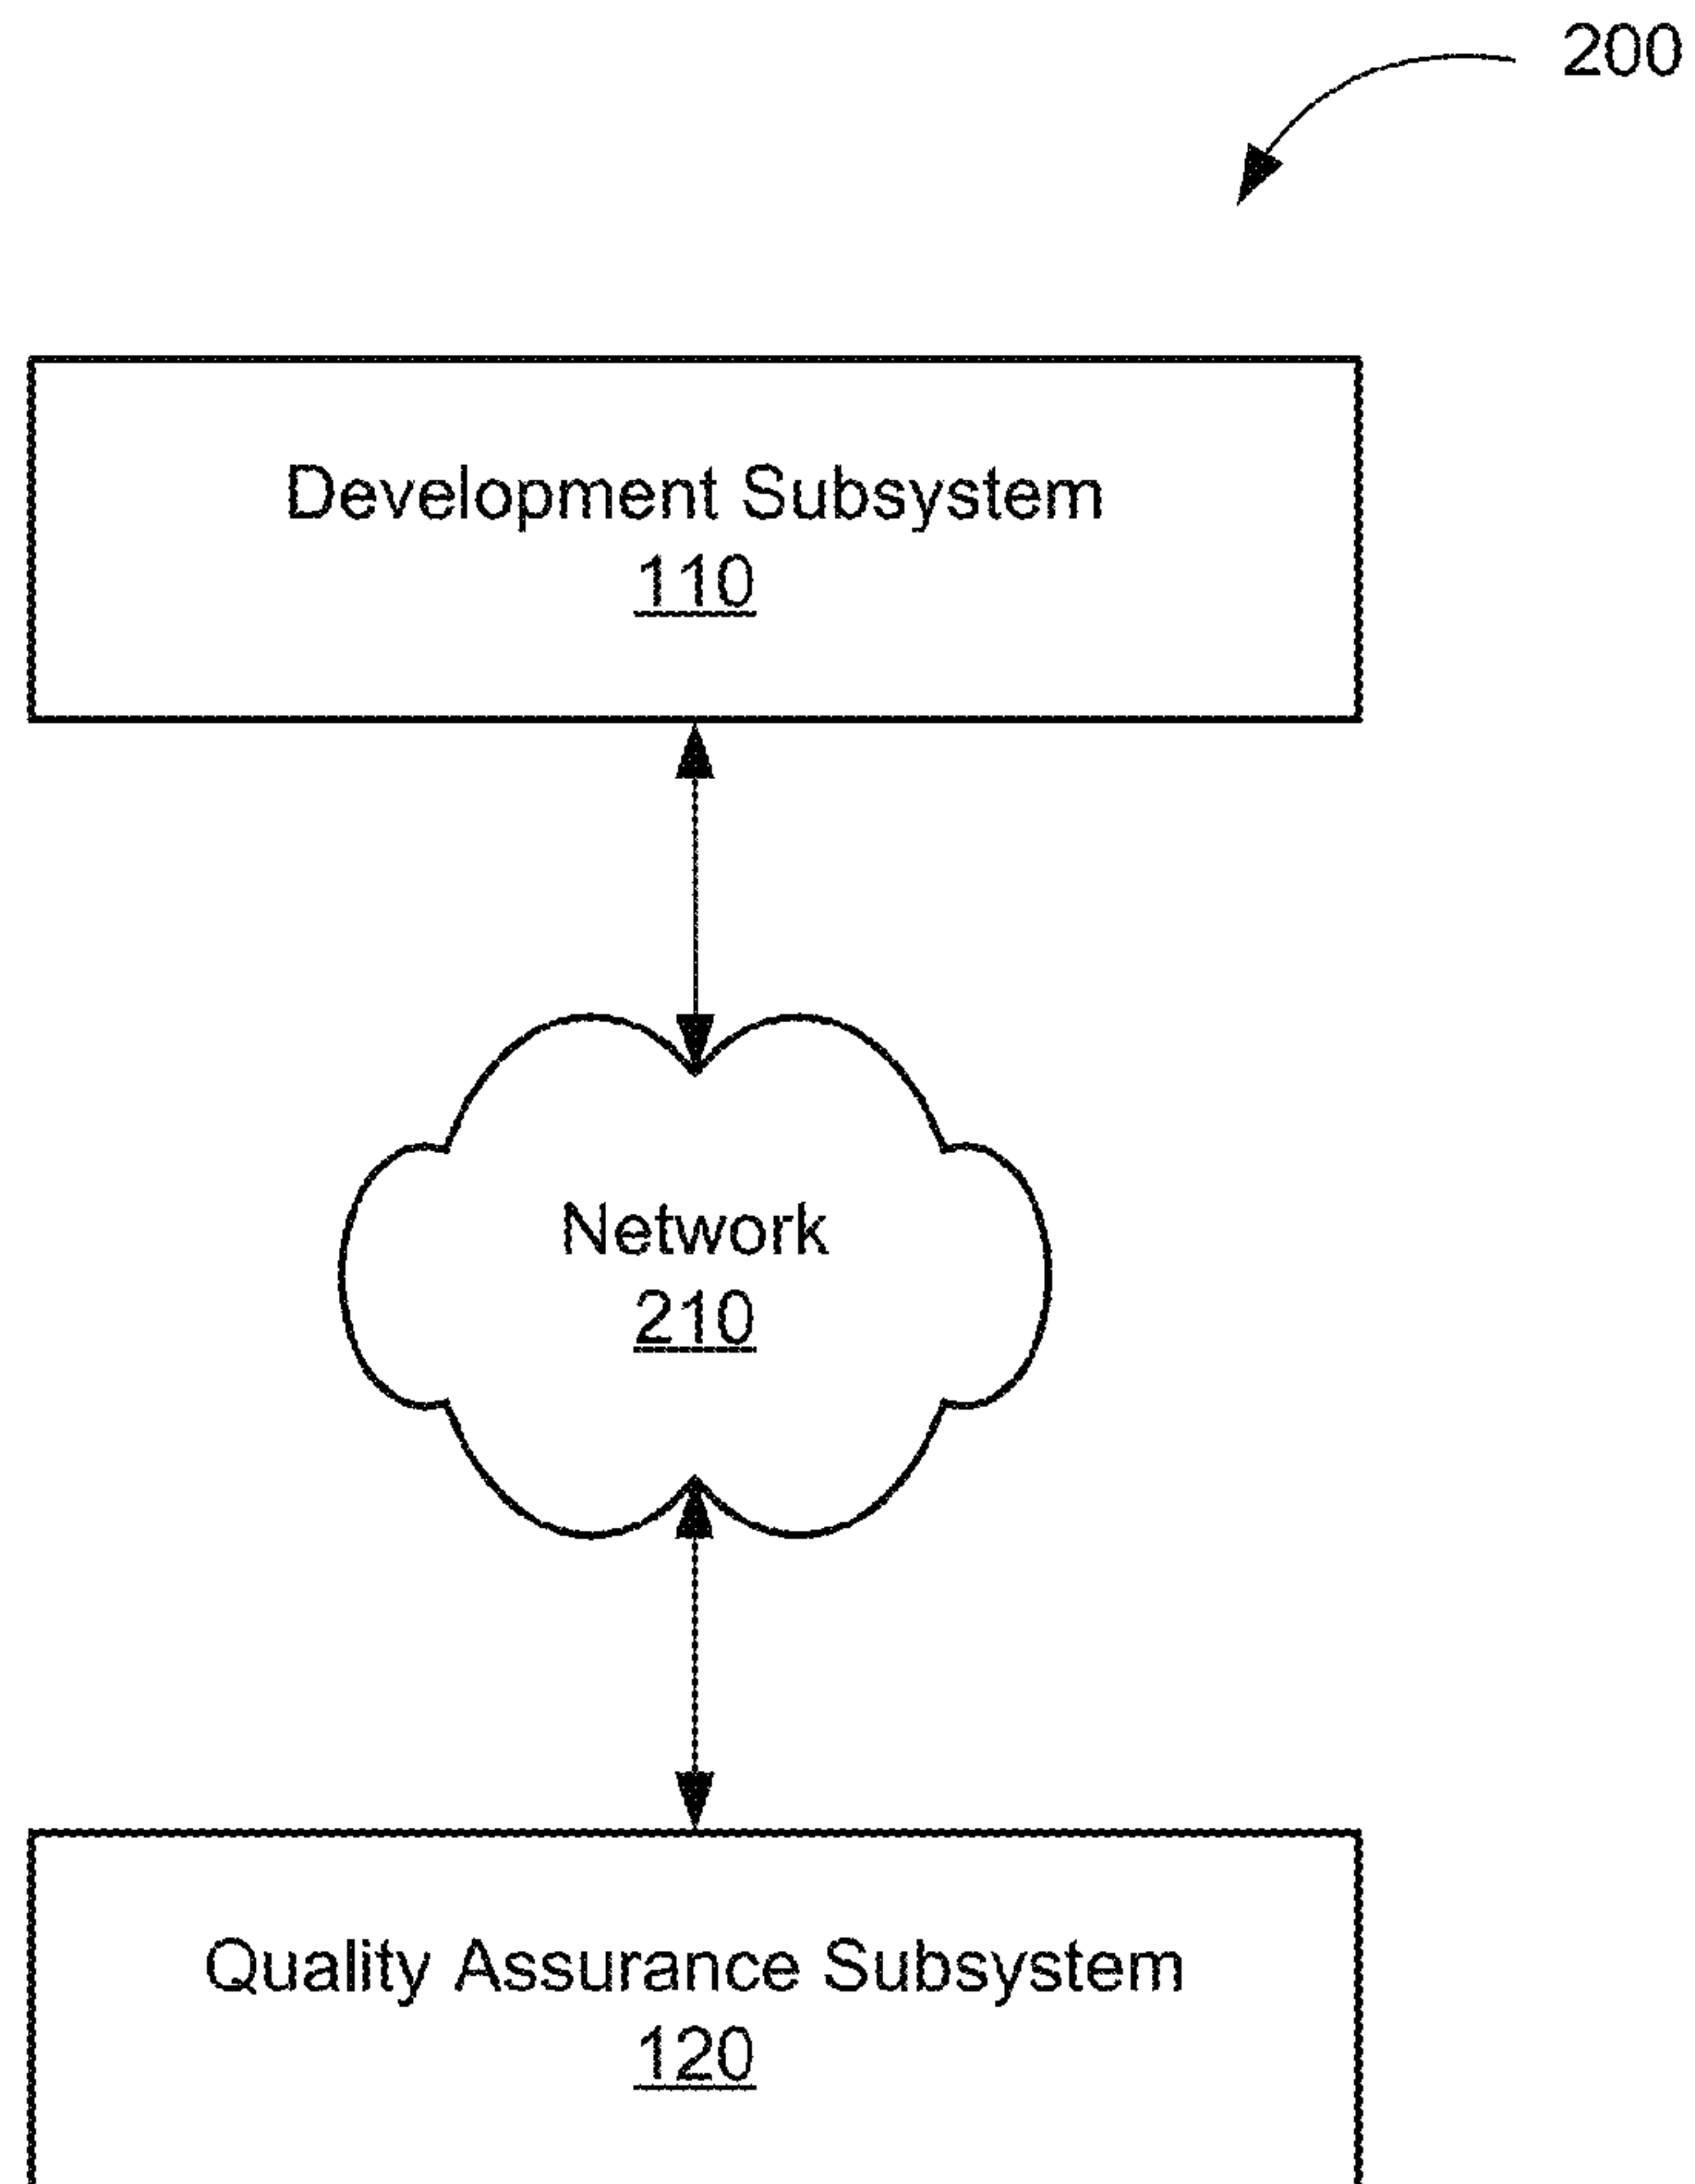 200
Development Subsystem
110
Network
210
Quality Assurance Subsystem
120